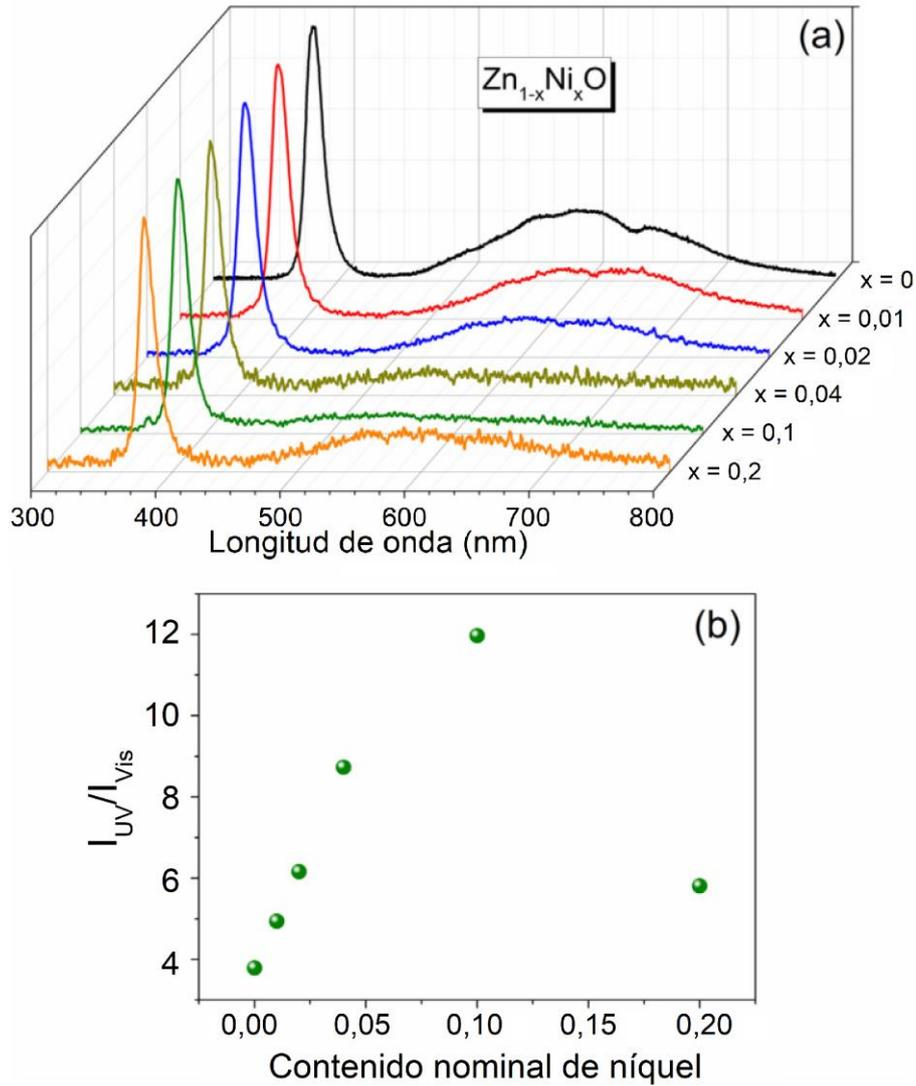 (a)
Zn1-xNixO
x = 0
x = 0,01
x = 0,02
x = 0,04
x = 0,1
x = 0,2
300 400 500 600 700 800
Longitud de onda (nm)
(b)
12
10
8
6
4
IUV/IVis
0,00 0,05 0,10 0,15 0,20
Contenido nominal de níquel